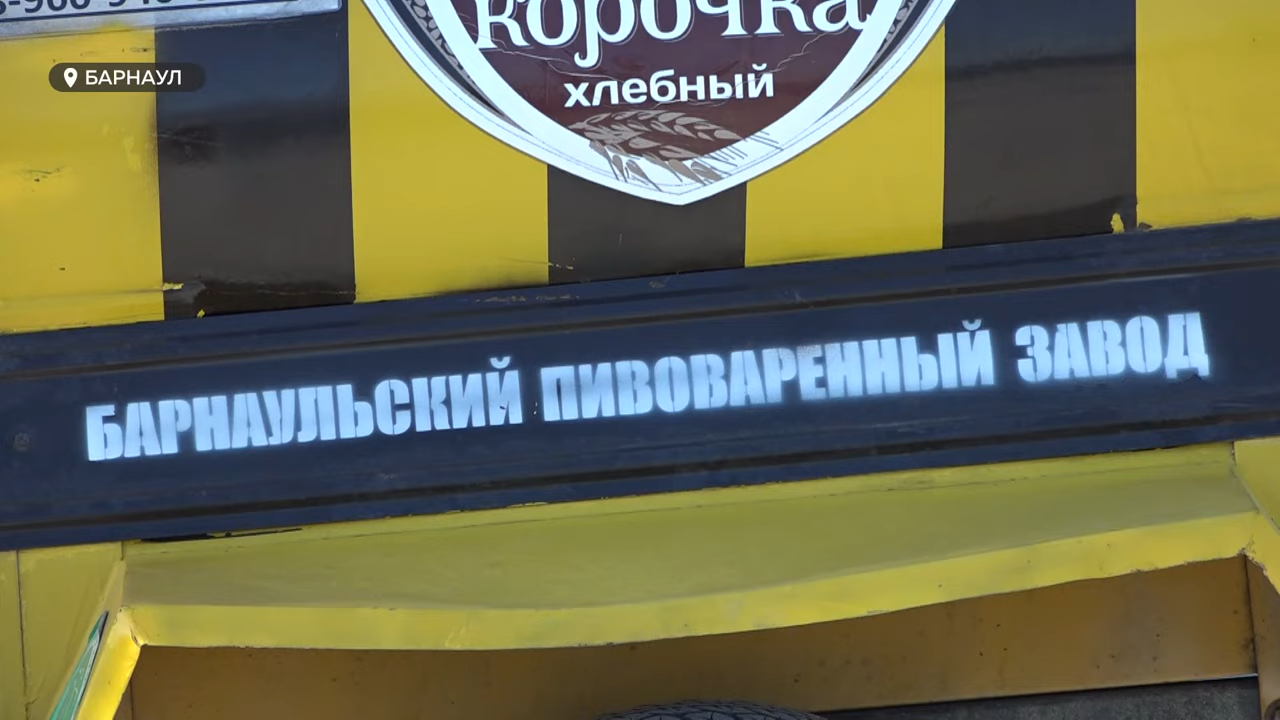 БАРНАУЛ
корочка
хлебный
БАРНАУЛЬСКИЙ ПИВОВАРЕННЫЙ ЗАВОД